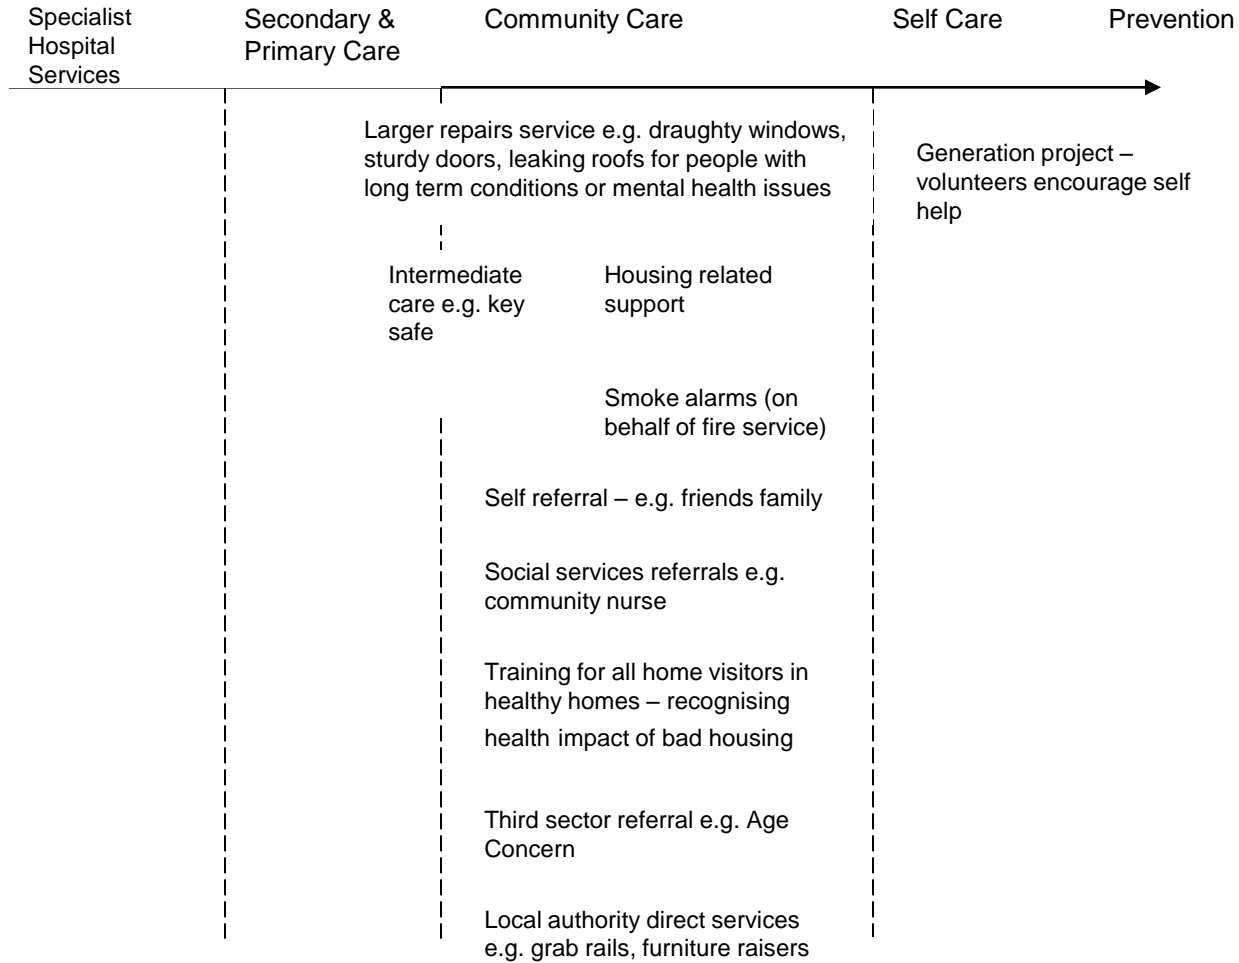 Specialist
Hospital
Services
Secondary &
Primary Care
Community Care
Self Care
Prevention
Larger repairs service e.g. draughty windows,
sturdy doors, leaking roofs for people with
long term conditions or mental health issues
Generation project –
volunteers encourage self
help
Intermediate
care e.g. key
safe
Housing related
support
Smoke alarms (on
behalf of fire service)
Self referral – e.g. friends family
Social services referrals e.g.
community nurse
Training for all home visitors in
healthy homes – recognising
health impact of bad housing
Third sector referral e.g. Age
Concern
Local authority direct services
e.g. grab rails, furniture raisers